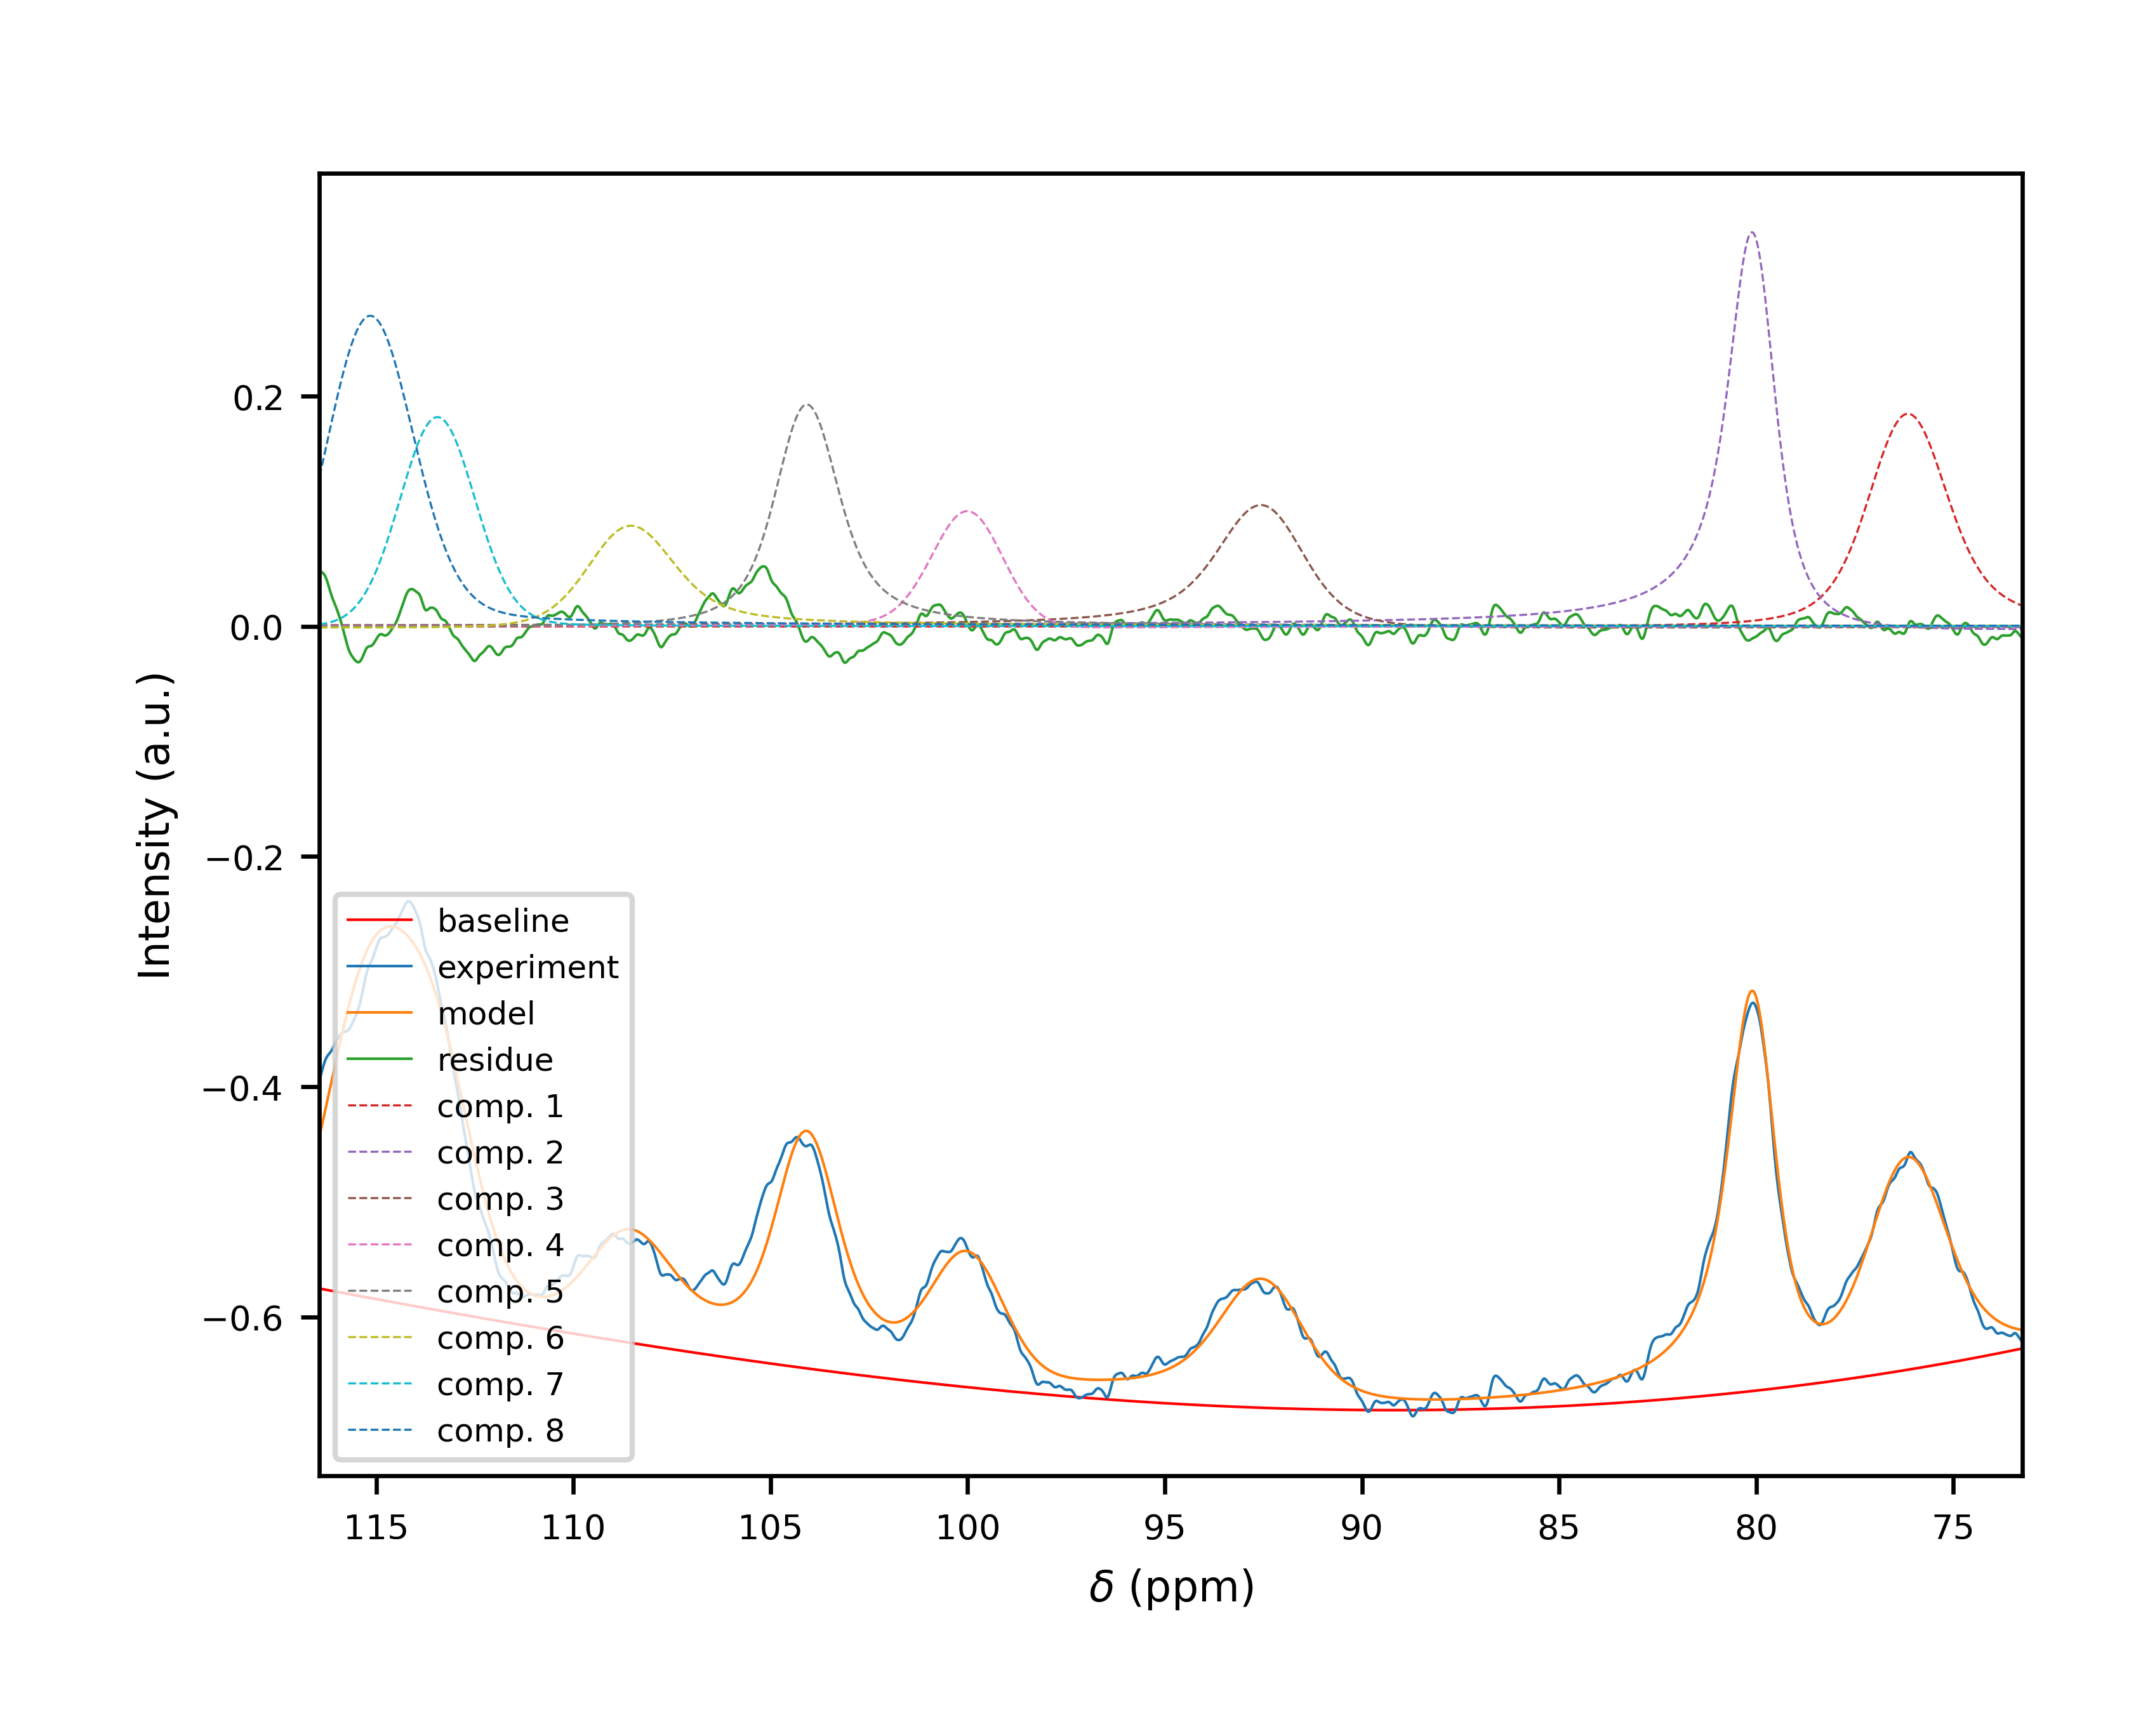 0.2
0.0
−0.2
−0.4
−0.6
Intensity (a.u.)
baseline
experiment
model
residue
comp. 1
comp. 2
comp. 3
comp. 4
comp. 5
comp. 6
comp. 7
comp. 8
115 110 105 100 95 90 85 80 75
δ (ppm)